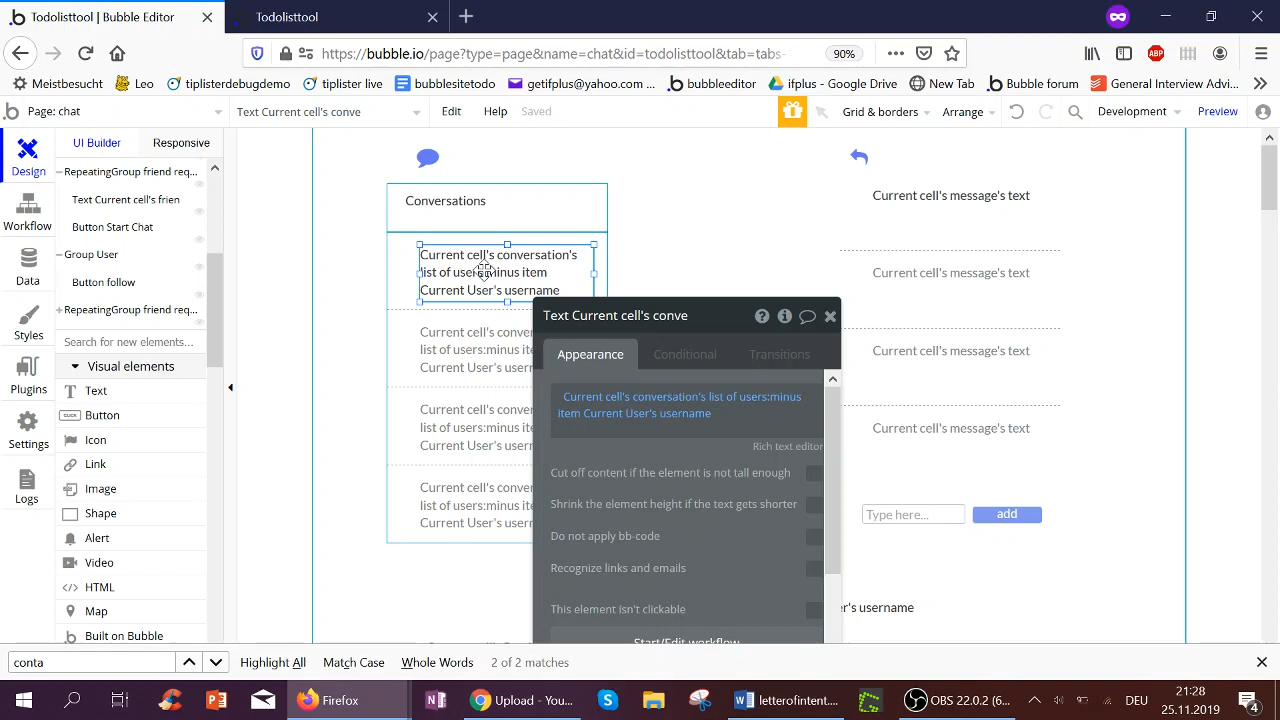 Todolisttool | Bubble Editor
Todolisttool
https://bubble.io/page?type=page&name=chat&id=todolisttool&tab=tabs-
90%
Meistbesucht
Leo
tiplisterdebugdemo
tiplister live
bubblesitetodo
getifplus@yahoo.com ...
bubbleeditor
ifplus - Google Drive
New Tab
Bubble forum
General Interview Advi...
Page: chat
Text Current cell's conve
Edit
Help
Saved
Grid & borders
Arrange
Development
Preview
Design
Workflow
Data
Styles
Plugins
Settings
Logs
UI Builder
Responsive
RepeatingGroup friend req...
Text Current cell's frien
Button Start Chat
Group User
Button follow
RepeatingGroup friend requ...
Search for new elements...
Visual elements
Text
Button
CLICK
Icon
Link
Image
Shape
Alert
Video
HTML
Map
Built on Bubble
Conversations
Current cell's conversation's
list of users:minus item
Current User's username
Current cell's conver
list of users:minus ite
Current User's usern
Current cell's conver
list of users:minus ite
Current User's usern
Current cell's conver
list of users:minus ite
Current User's usern
Text Current cell's conve
Appearance
Conditional
Transitions
Current cell's conversation's list of users:minus
item Current User's username
Rich text editor
Cut off content if the element is not tall enough
Shrink the element height if the text gets shorter
Do not apply bb-code
Recognize links and emails
This element isn't clickable
Start/Edit workflow
Current cell's message's text
Current cell's message's text
Current cell's message's text
Current cell's message's text
Type here...
add
er's username
conta
Highlight All
Match Case
Whole Words
2 of 2 matches
Firefox
Upload - You...
letterofintent...
OBS 22.0.2 (6...
DEU
21:28
25.11.2019
4